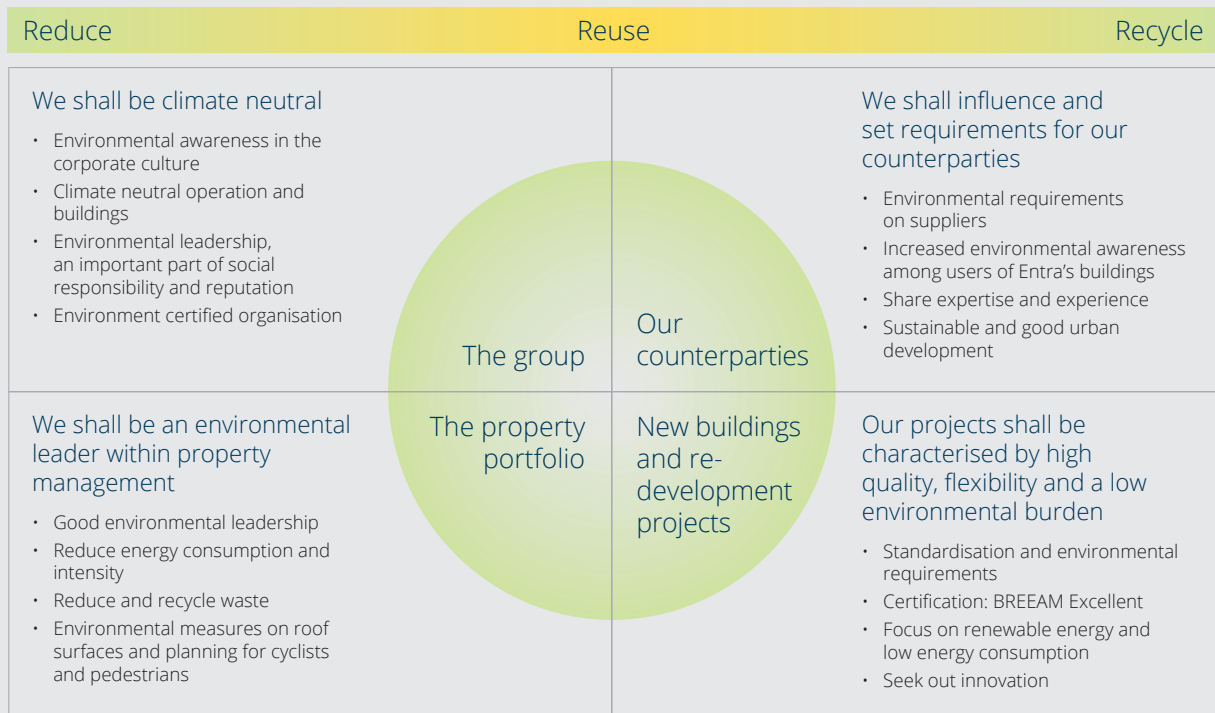 Reduce
Reuse
Recycle
We shall be climate neutral
• Environmental awareness in the
corporate culture
• Climate neutral operation and
buildings
• Environmental leadership,
an important part of social
responsibility and reputation
• Environment certified organisation
The group
Our
counterparties
We shall influence and
set requirements for our
counterparties
• Environmental requirements
on suppliers
• Increased environmental awareness
among users of Entra’s buildings
• Share expertise and experience
• Sustainable and good urban
development
We shall be an environmental
leader within property
management
• Good environmental leadership
• Reduce energy consumption and
intensity
• Reduce and recycle waste
• Environmental measures on roof
surfaces and planning for cyclists
and pedestrians
The property
portfolio
New buildings
and re-
development
projects
Our projects shall be
characterised by high
quality, flexibility and a low
environmental burden
• Standardisation and environmental
requirements
• Certification: BREEAM Excellent
• Focus on renewable energy and
low energy consumption
• Seek out innovation